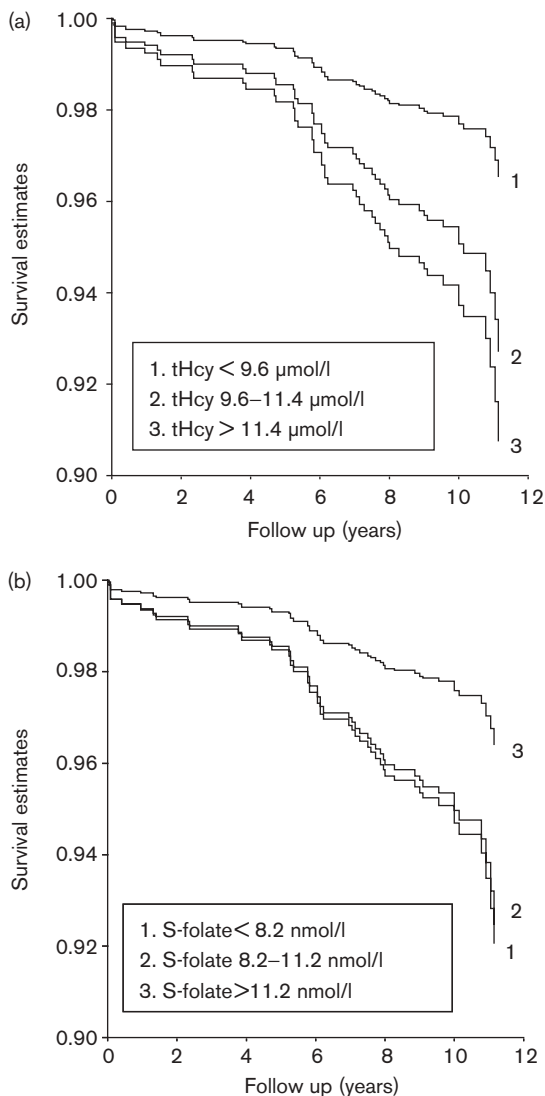 (a)
1.00
0.98
0.96
0.94
0.92
0.90
Survival estimates
1
2
3
1. tHcy < 9.6 μmol/l
2. tHcy 9.6–11.4 μmol/l
3. tHcy > 11.4 μmol/l
0 2 4 6 8 10 12
Follow up (years)
(b)
1.00
0.98
0.96
0.94
0.92
0.90
Survival estimates
3
2
1
1. S-folate< 8.2 nmol/l
2. S-folate 8.2–11.2 nmol/l
3. S-folate>11.2 nmol/l
0 2 4 6 8 10 12
Follow up (years)